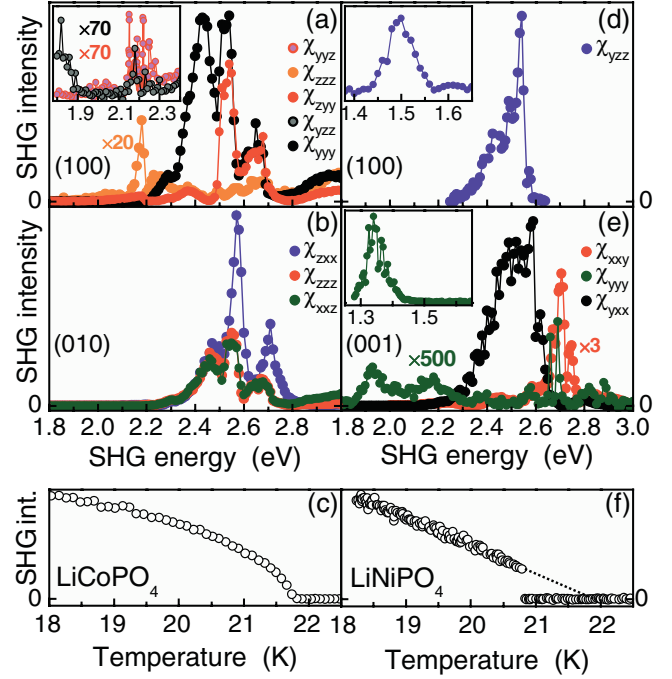 ×70
×70
1.9
2.1
2.3
SHG intensity
×20
(100)
0
(a)
χyyz
χzzz
χzyy
χyzz
χyyy
1.4
1.5
1.6
(100)
0
(d)
χyzz
SHG intensity
(010)
0
(b)
χzxx
χzzz
χxxz
1.8 2.0 2.2 2.4 2.6 2.8
SHG energy (eV)
1.3
1.5
(001)
×500
×3
0
(e)
χxxy
χyyy
χyxx
1.8 2.0 2.2 2.4 2.6 2.8 3.0
SHG energy (eV)
SHG int.
0
(c)
LiCoPO4
18 19 20 21 22
Temperature (K)
(f)
LiNiPO4
0
18 19 20 21 22
Temperature (K)